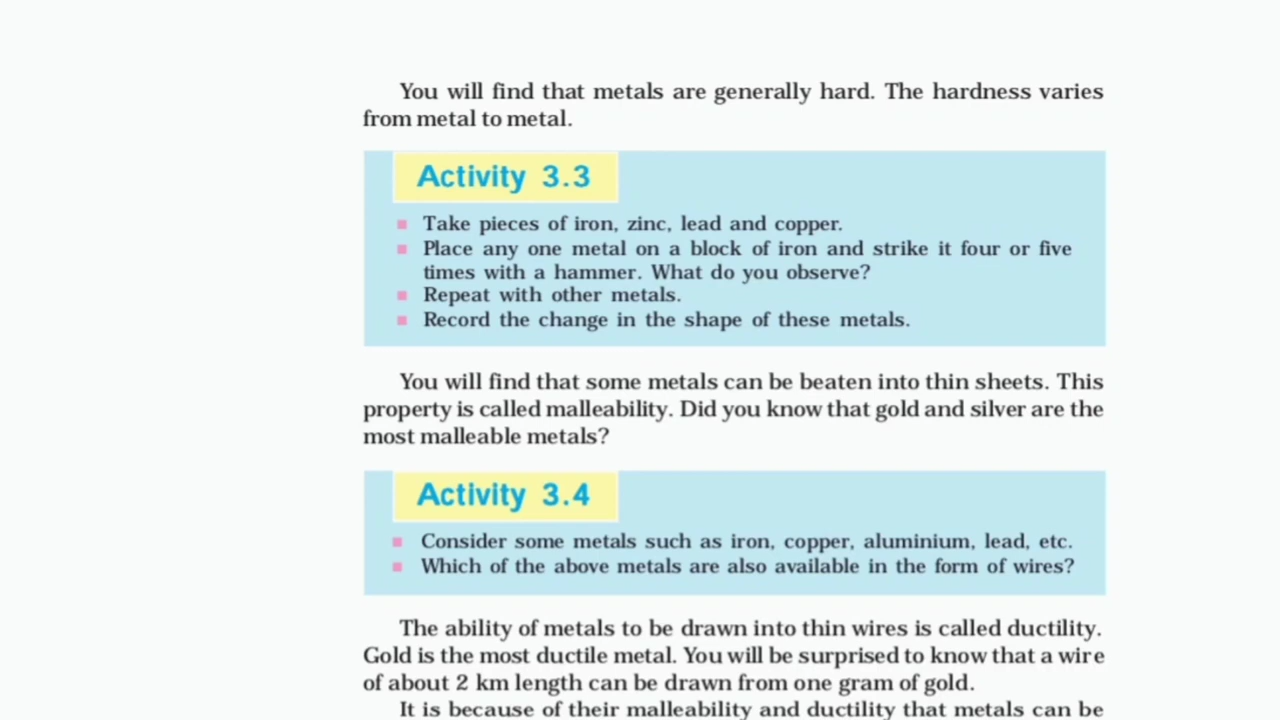 You will find that metals are generally hard. The hardness varies
from metal to metal.
Activity 3.3
Take pieces of iron, zinc, lead and copper.
Place any one metal on a block of iron and strike it four or five
times with a hammer. What do you observe?
Repeat with other metals.
Record the change in the shape of these metals.
You will find that some metals can be beaten into thin sheets. This
property is called malleability. Did you know that gold and silver are the
most malleable metals?
Activity 3.4
Consider some metals such as iron, copper, aluminium, lead, etc.
Which of the above metals are also available in the form of wires?
The ability of metals to be drawn into thin wires is called ductility.
Gold is the most ductile metal. You will be surprised to know that a wire
of about 2 km length can be drawn from one gram of gold.
It is because of their malleability and ductility that metals can be